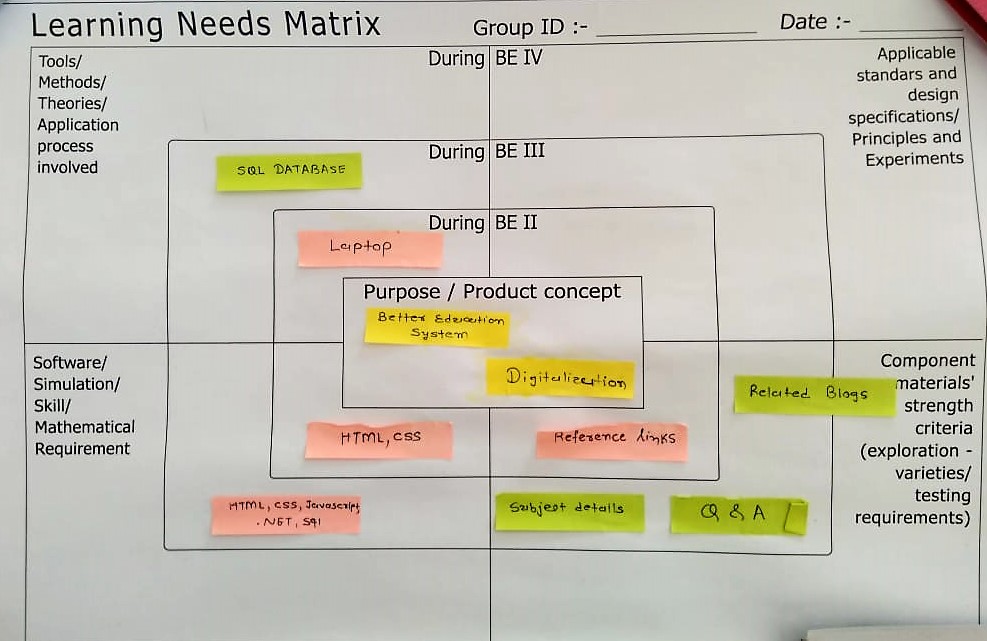 Learning Needs Matrix
Group ID :-
Date :-
Tools/
Methods/
Theories/
Application
process
involved
During BE IV
Applicable
standars and
design
specifications/
Principles and
Experiments
During BE III
SQL DATABASE
During BE II
Laptop
Purpose / Product concept
Better Education
System
Digitalization
Software/
Simulation/
Skill/
Mathematical
Requirement
Component
materials'
strength
criteria
(exploration -
varieties/
testing
requirements)
Related Blogs
HTML, CSS
Reference links
HTML, CSS, Javascript
.NET, SQl
Subject details
Q & A